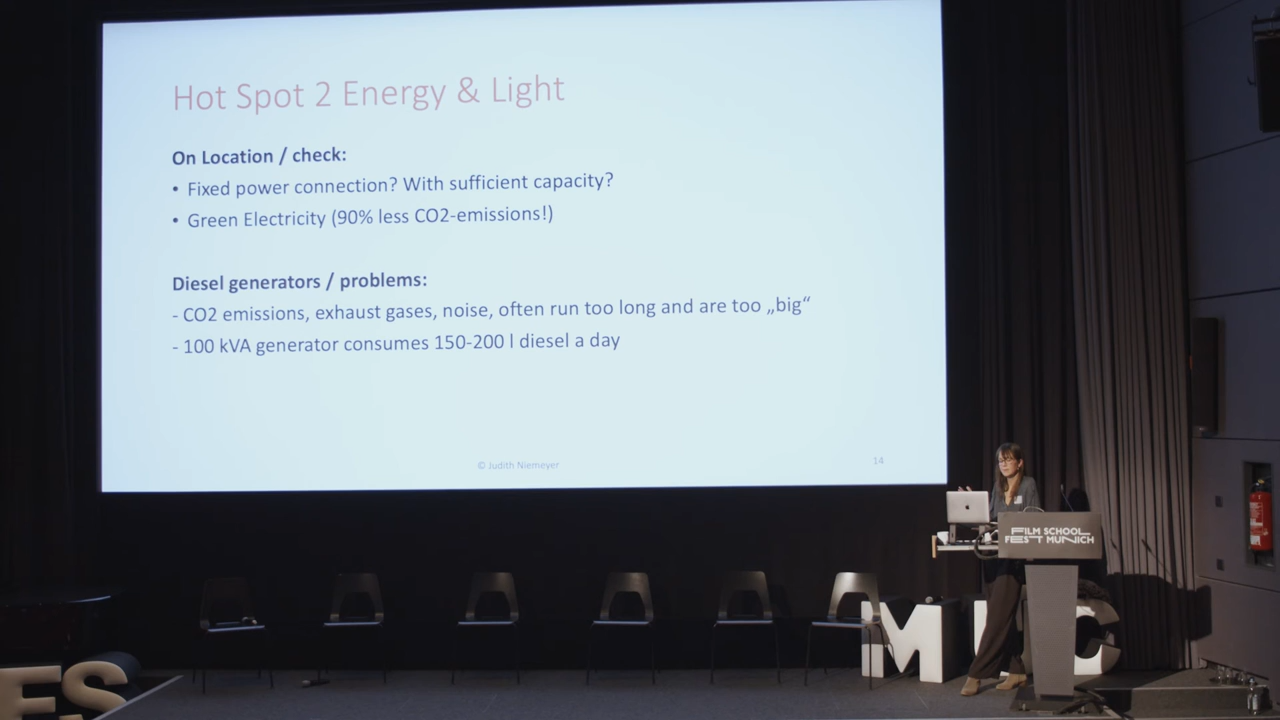 Hot Spot 2 Energy & Light
On Location / check:
• Fixed power connection? With sufficient capacity?
• Green Electricity (90% less CO2-emissions!)
Diesel generators / problems:
- CO2 emissions, exhaust gases, noise, often run too long and are too „big“
- 100 kVA generator consumes 150-200 l diesel a day
© Judith Niemeyer
14
FILM SCHOOL
FEST MUNICH
ES
MUC